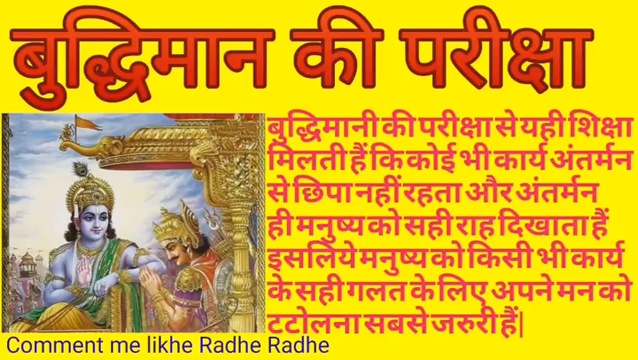 बुद्धिमान की परीक्षा
बुद्धिमानी की परीक्षा से यही शिक्षा
मिलती हैं कि कोई भी कार्य अंतर्मन
से छिपा नहीं रहता और अंतर्मन
ही मनुष्य को सही राह दिखाता हैं
इसलिये मनुष्य को किसी भी कार्य
के सही गलत के लिए अपने मन को
टटोलना सबसे जरुरी हैं|
Comment me likhe Radhe Radhe